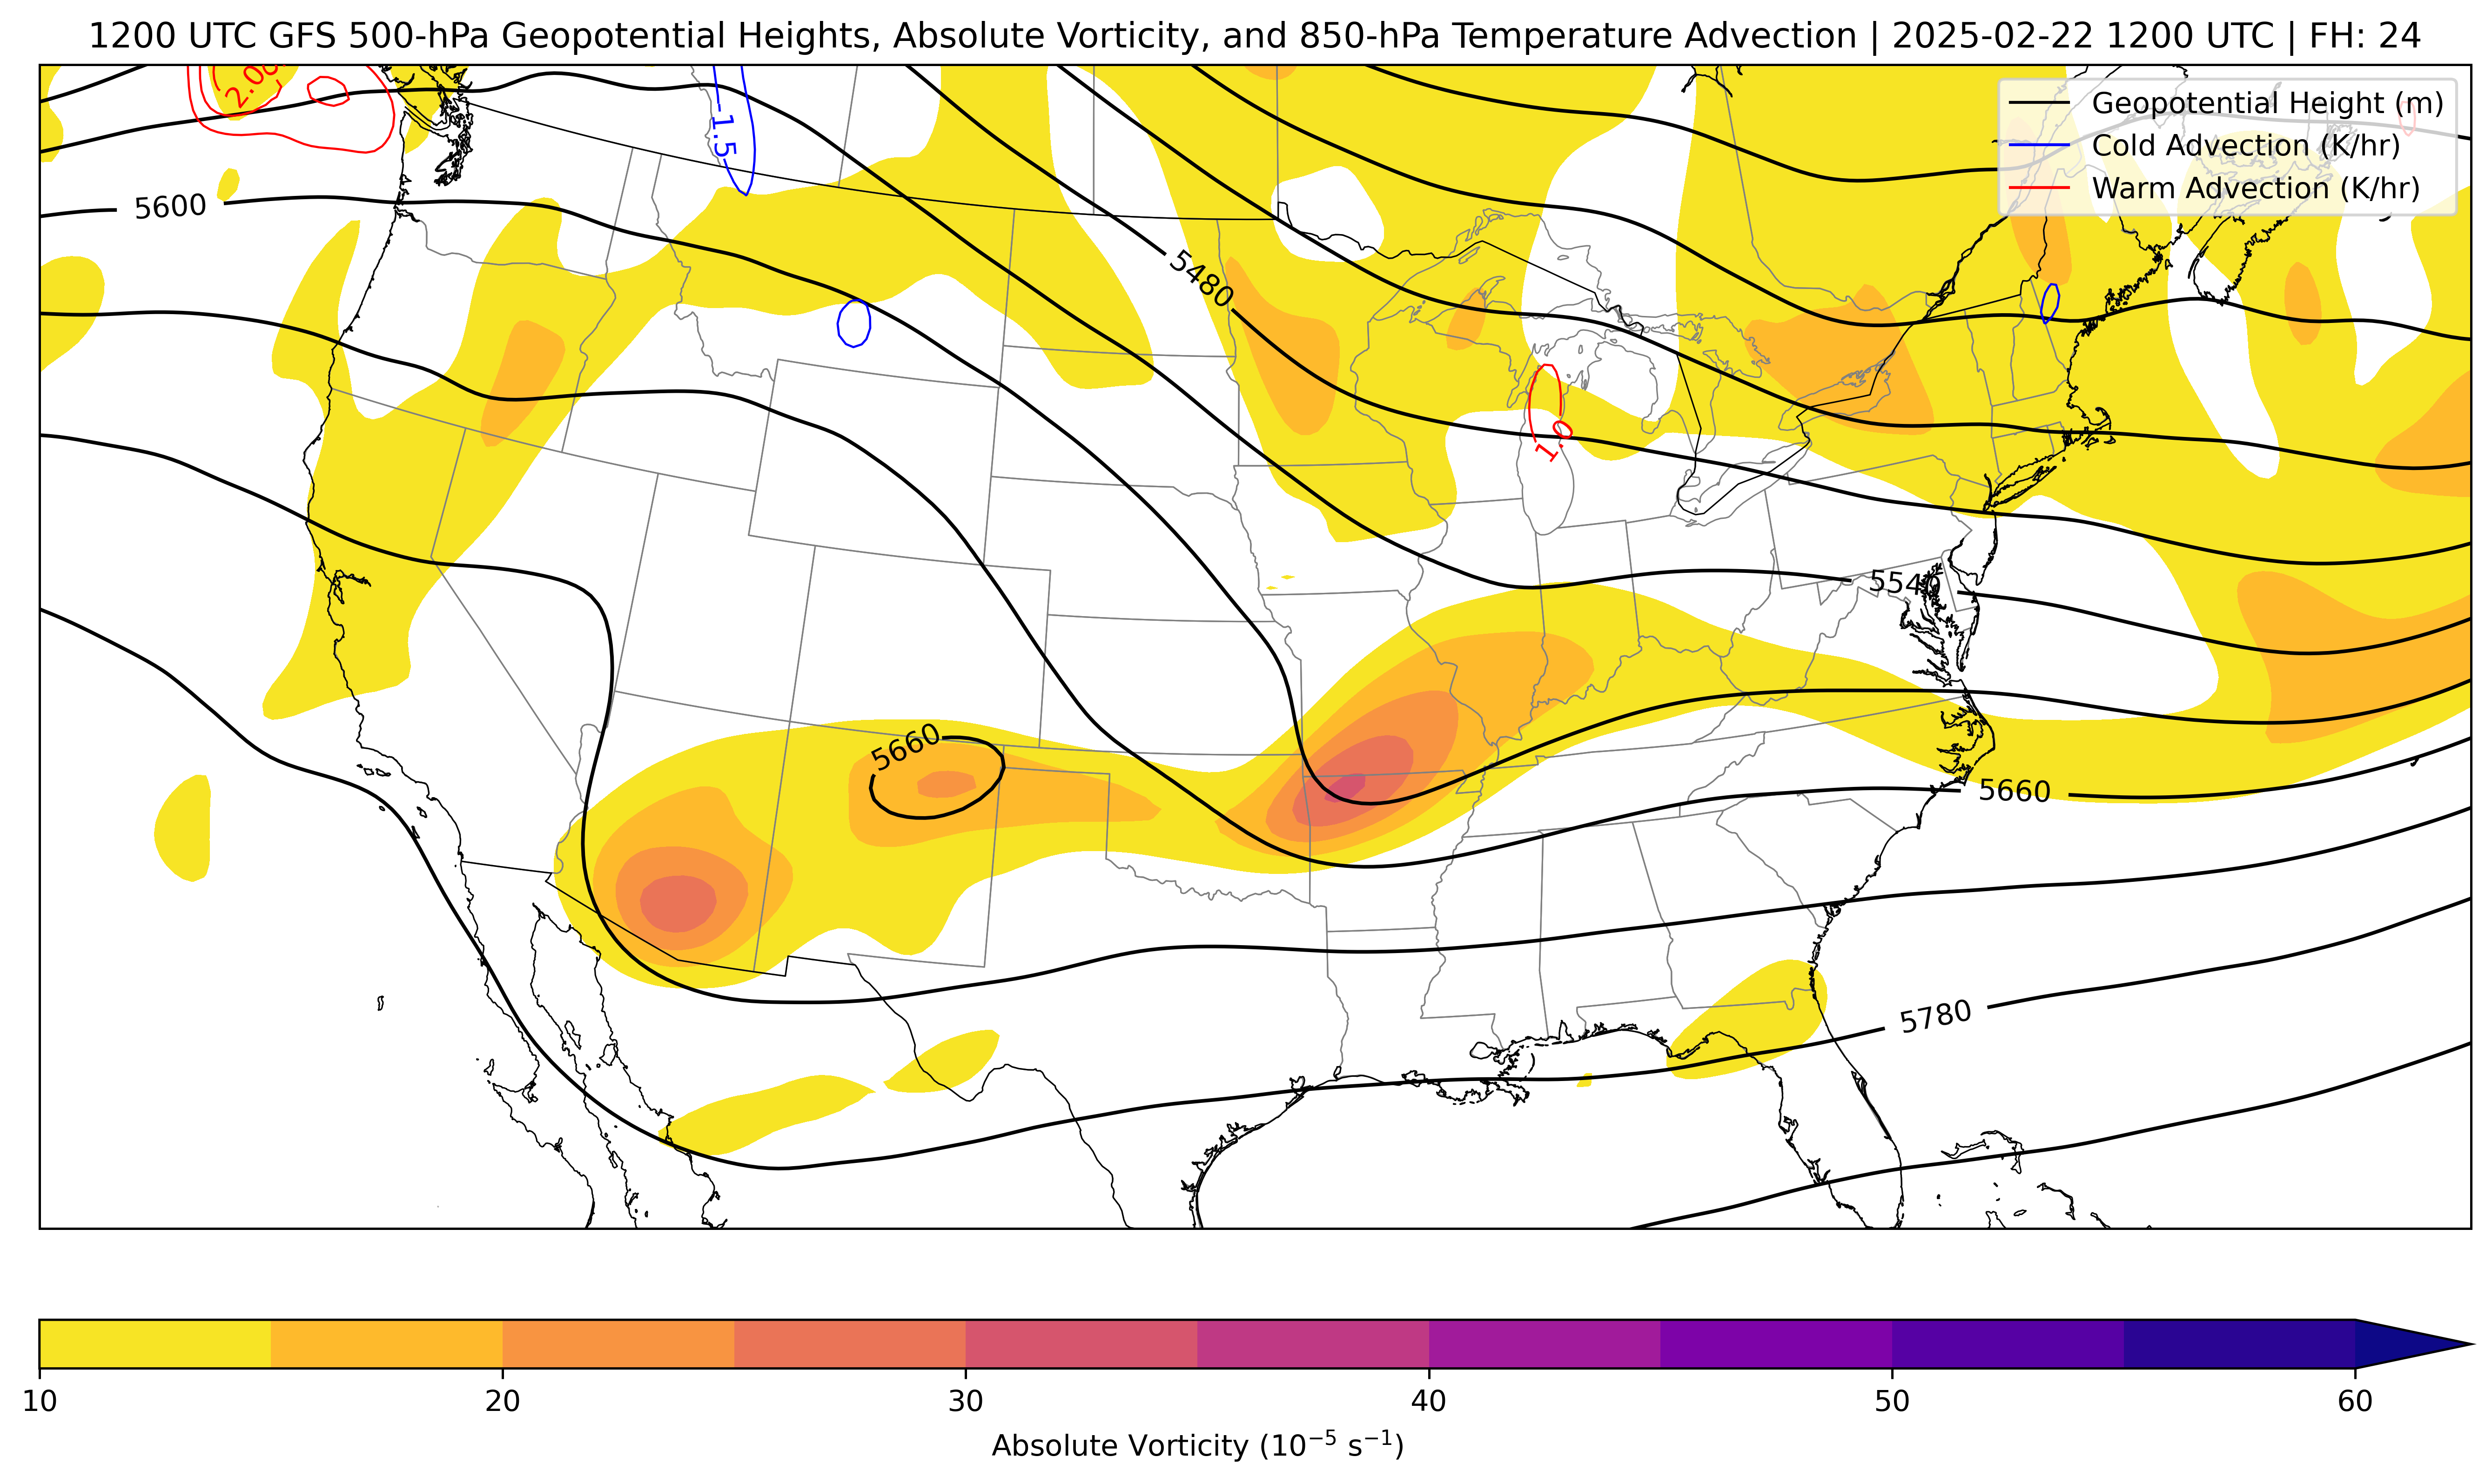 1200 UTC GFS 500-hPa Geopotential Heights, Absolute Vorticity, and 850-hPa Temperature Advection | 2025-02-22 1200 UTC | FH: 24
Geopotential Height (m)
Cold Advection (K/hr)
Warm Advection (K/hr)
-1.5
5600
5480
1.0
5540
5660
5660
5780
10 20 30 40 50 60
Absolute Vorticity (10⁻⁵ s⁻¹)